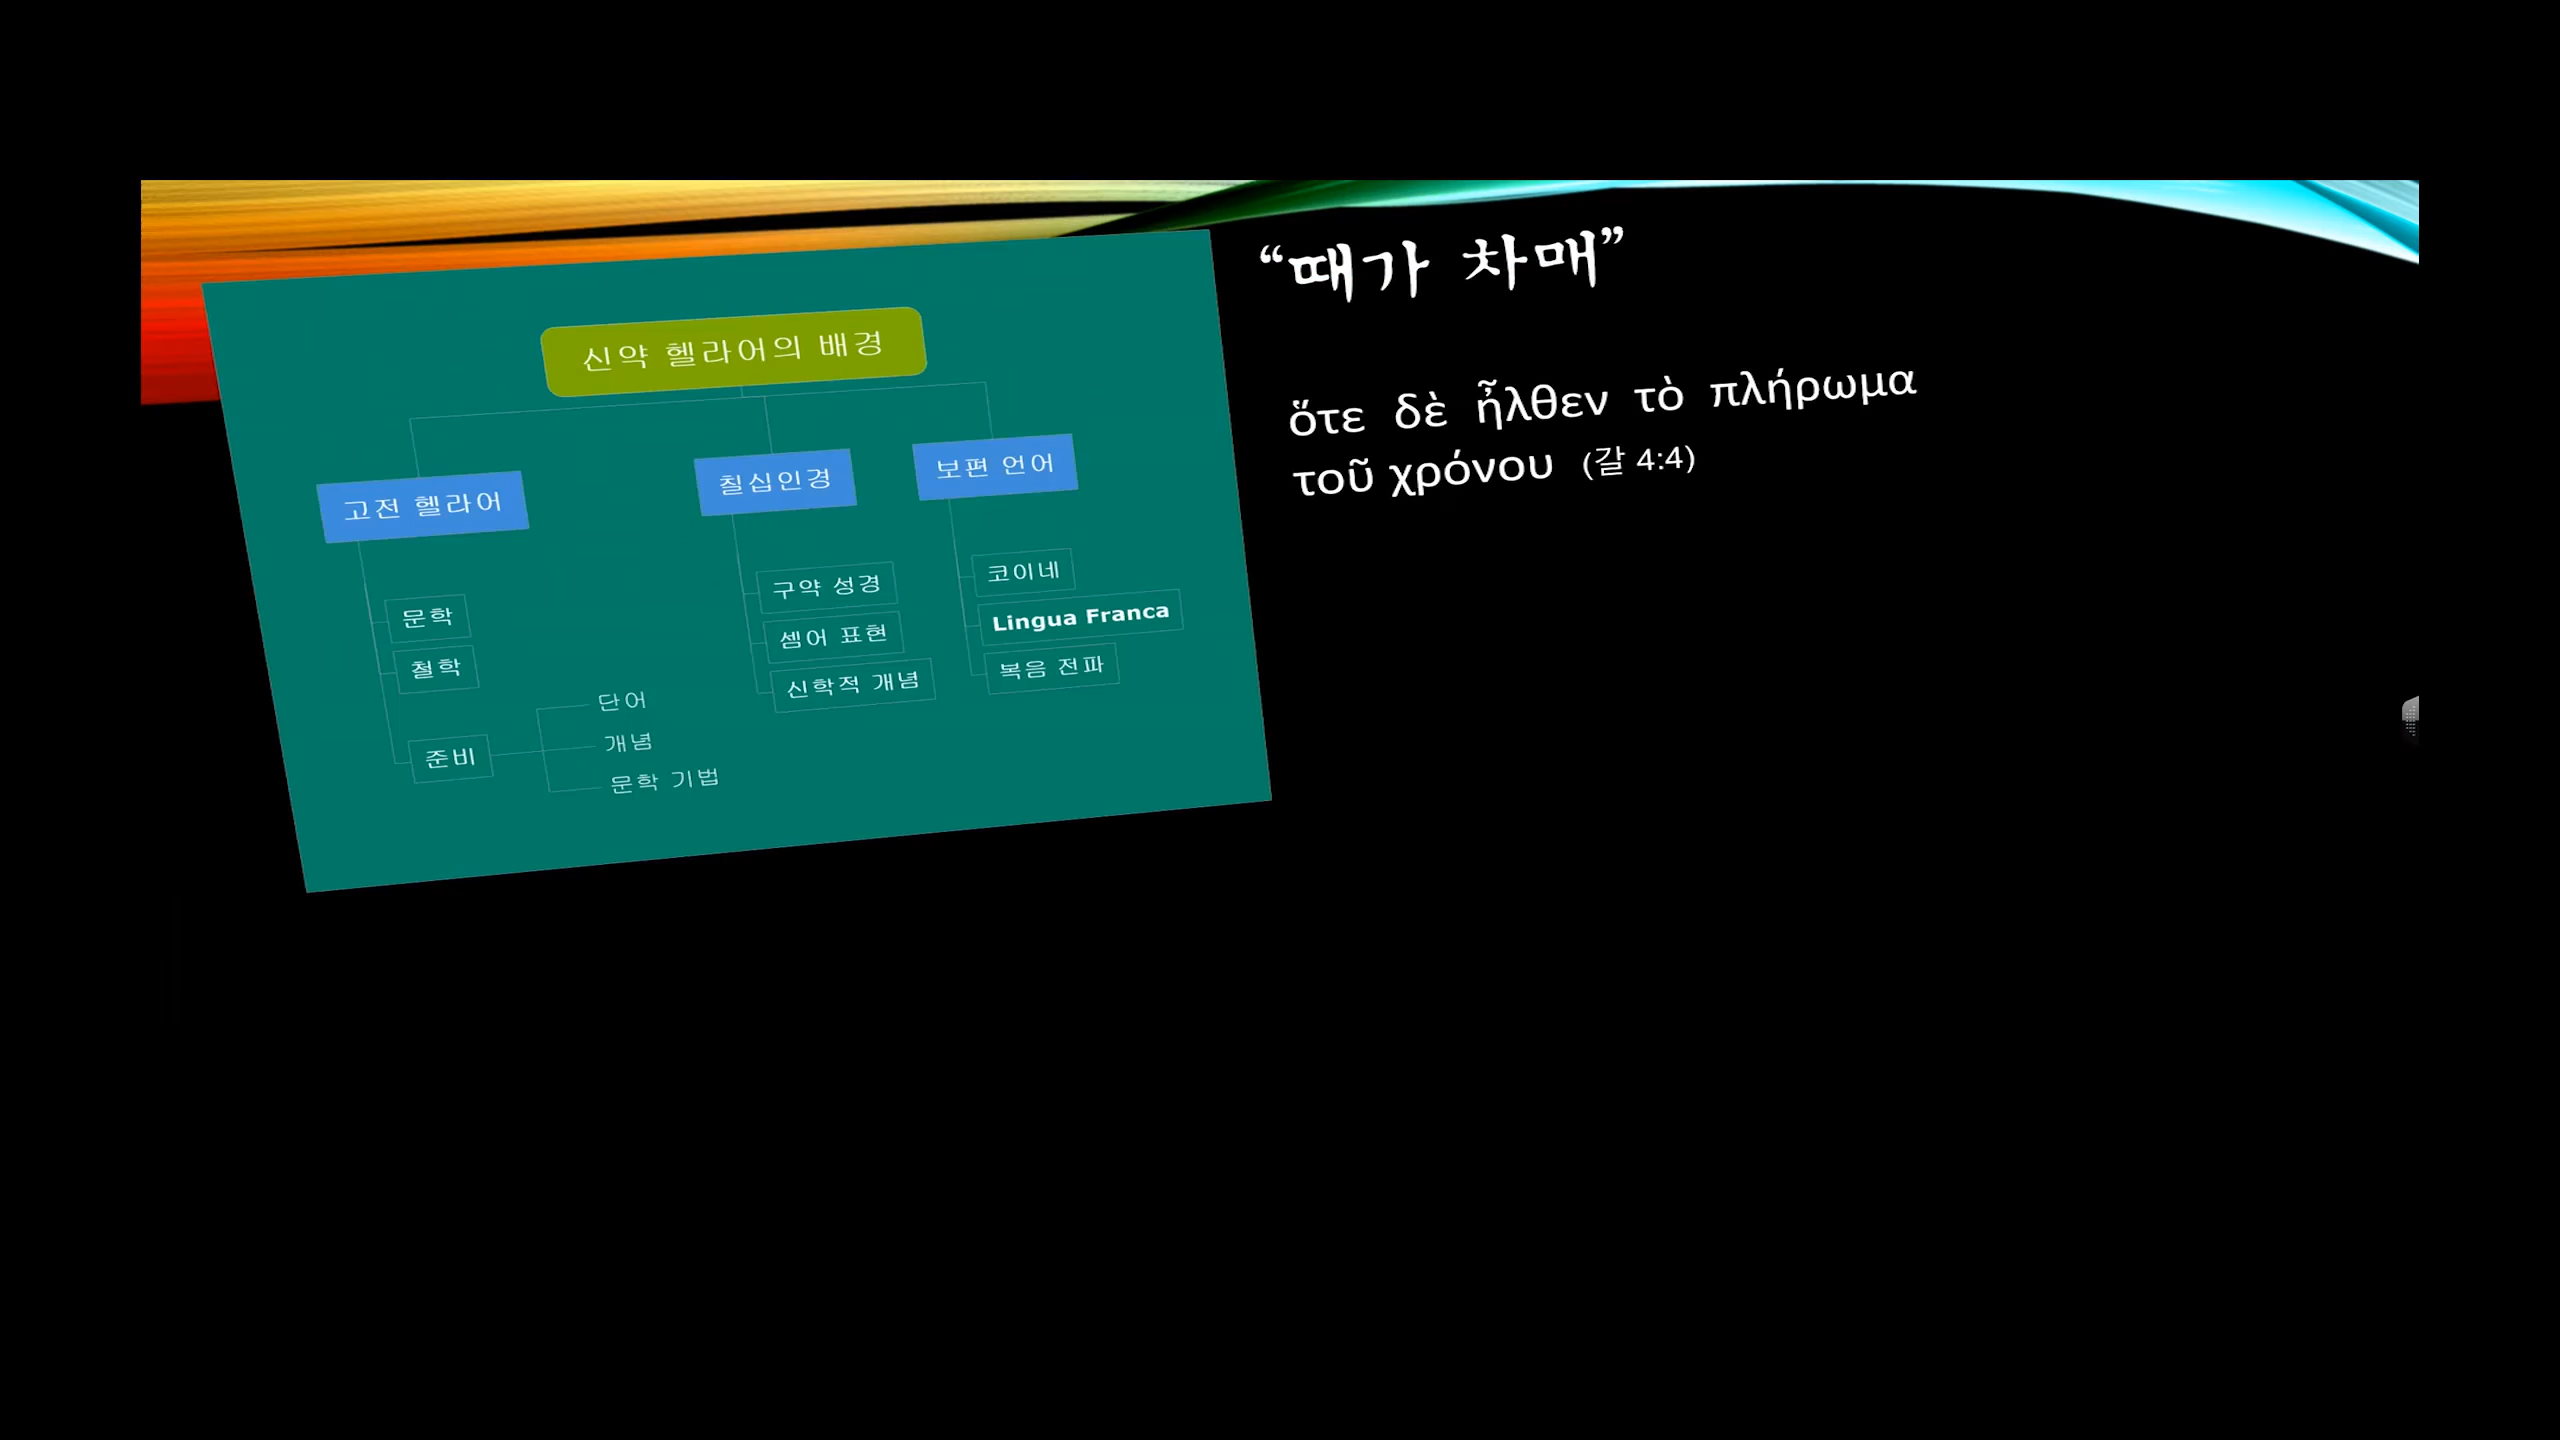 신약 헬라어의 배경
고전 헬라어
문학
철학
준비
단어
개념
문학 기법
칠십인경
구약 성경
셈어 표현
신학적 개념
보편 언어
코이네
Lingua Franca
복음 전파
“때가 차매”
ὅτε δὲ ἦλθεν τὸ πλήρωμα
τοῦ χρόνου (갈 4:4)